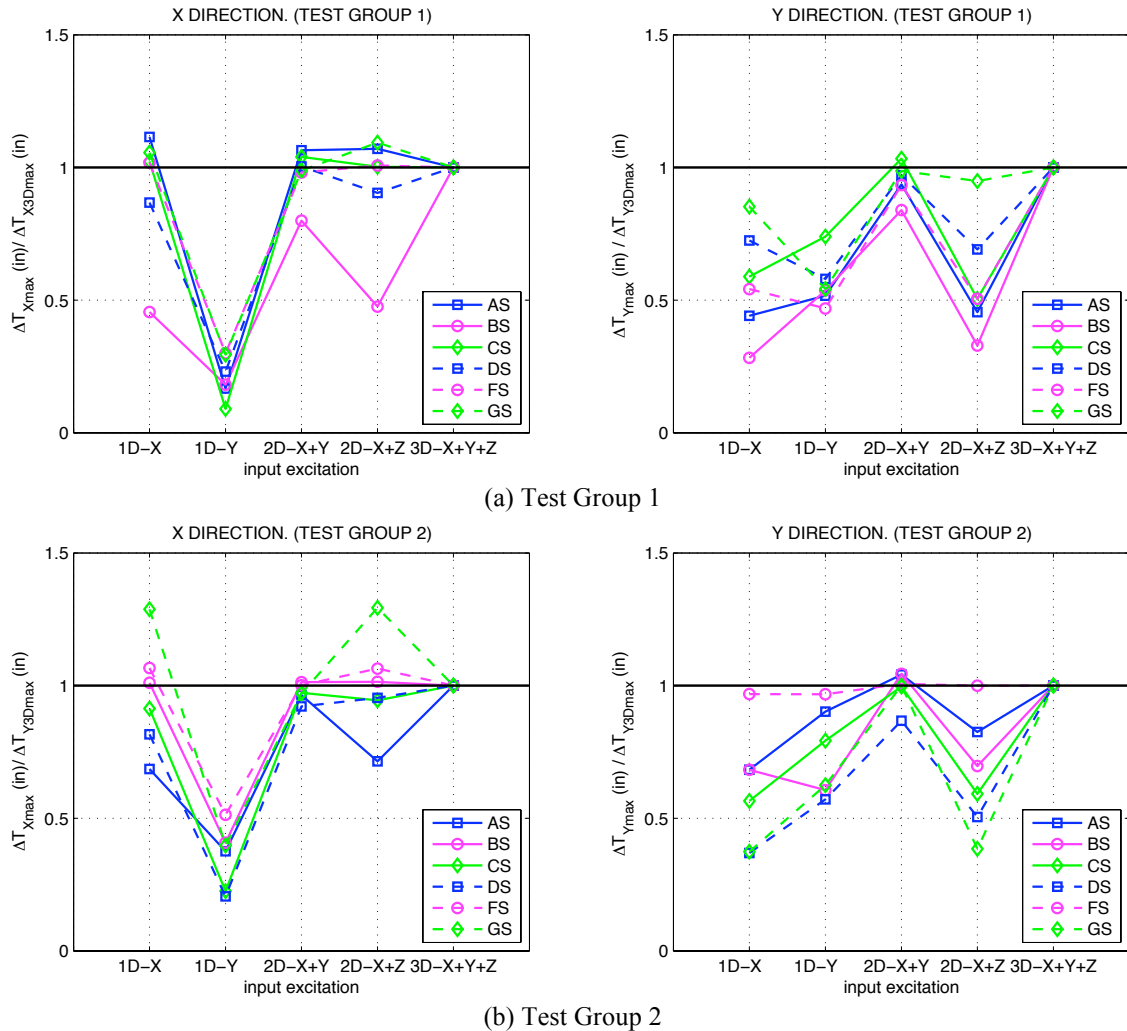 X DIRECTION. (TEST GROUP 1)
ΔT_Xmax (in)/ ΔT_X3Dmax (in)
1.5
1
0.5
0
AS
BS
CS
DS
FS
GS
1D−X 1D−Y 2D−X+Y 2D−X+Z 3D−X+Y+Z
input excitation
Y DIRECTION. (TEST GROUP 1)
ΔT_Ymax (in) / ΔT_Y3Dmax (in)
1.5
1
0.5
0
AS
BS
CS
DS
FS
GS
1D−X 1D−Y 2D−X+Y 2D−X+Z 3D−X+Y+Z
input excitation
(a) Test Group 1
X DIRECTION. (TEST GROUP 2)
ΔT_Xmax (in)/ ΔT_Y3Dmax (in)
1.5
1
0.5
0
AS
BS
CS
DS
FS
GS
1D−X 1D−Y 2D−X+Y 2D−X+Z 3D−X+Y+Z
input excitation
Y DIRECTION. (TEST GROUP 2)
ΔT_Ymax (in) / ΔT_Y3Dmax (in)
1.5
1
0.5
0
AS
BS
CS
DS
FS
GS
1D−X 1D−Y 2D−X+Y 2D−X+Z 3D−X+Y+Z
input excitation
(b) Test Group 2